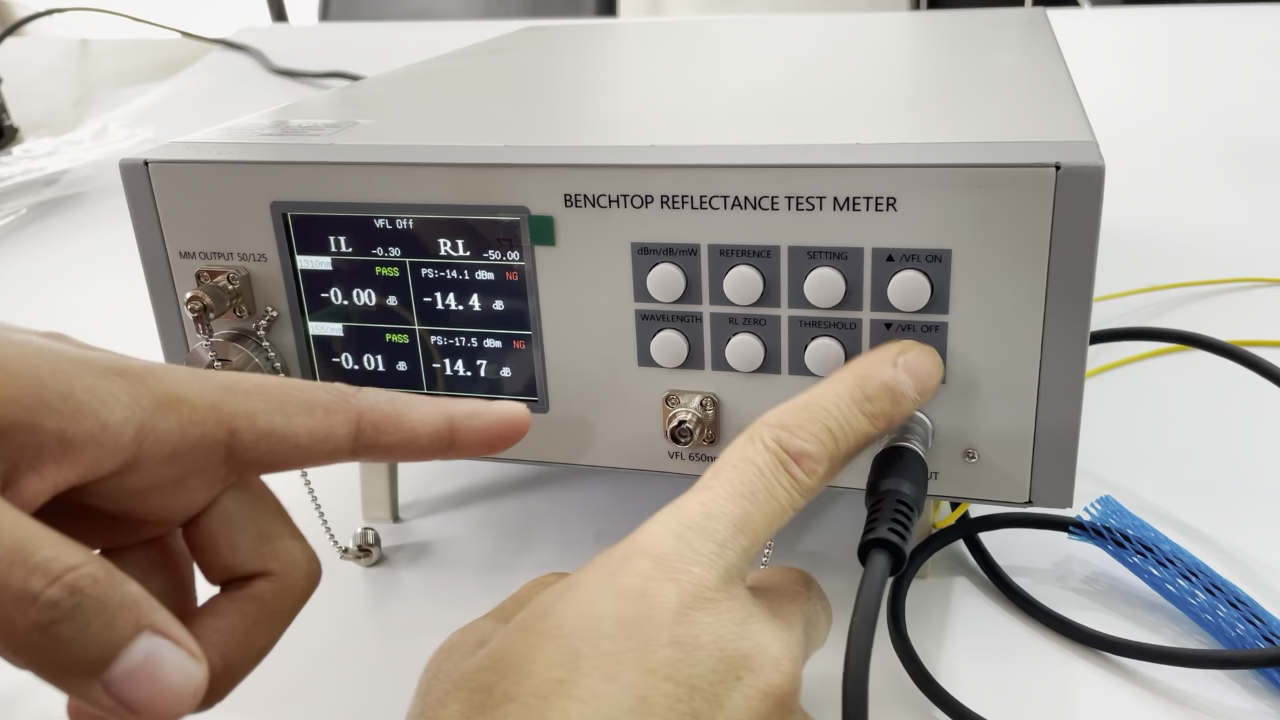 BENCHTOP REFLECTANCE TEST METER
MM OUTPUT 50/125
VFL Off
IL -0.30 RL -50.00
1310nm PASS PS:-14.1 dBm NG
-0.00 dB -14.4 dB
1550nm PASS PS:-17.5 dBm NG
-0.01 dB -14.7 dB
dBm/dB/mW REFERENCE SETTING ▲/VFL ON
WAVELENGTH RL ZERO THRESHOLD ▼/VFL OFF
VFL 650n